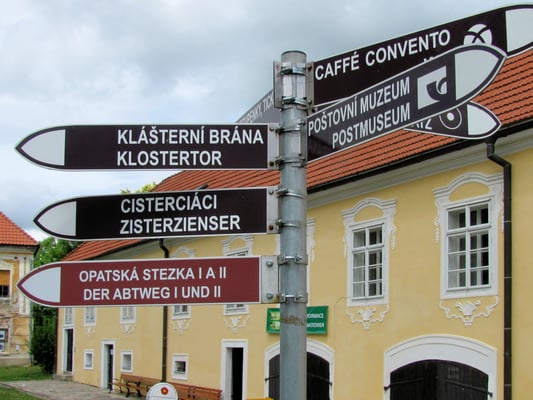 CAFFÉ CONVENTO
POŠTOVNÍ MUZEUM
POSTMUSEUM
KLÁŠTERNÍ BRÁNA
KLOSTERTOR
CISTERCIÁCI
ZISTERZIENSER
OPATSKÁ STEZKA I A II
DER ABTWEG I UND II